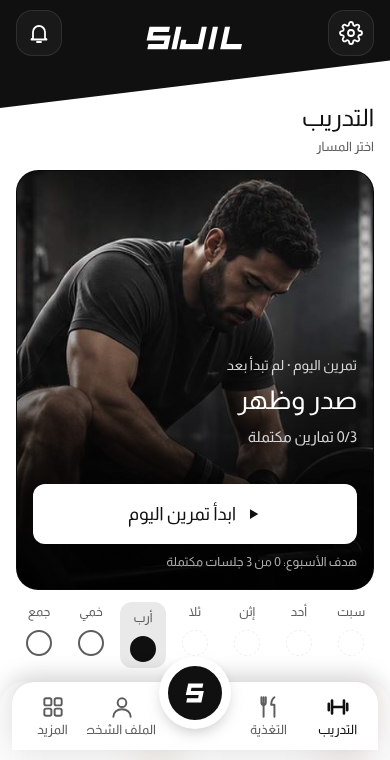 SIJIL
التدريب
اختر المسار
تمرين اليوم · لم تبدأ بعد
صدر وظهر
0/3 تمارين مكتملة
ابدأ تمرين اليوم
هدف الأسبوع: 0 من 3 جلسات مكتملة
سبت أحد إثن ثلا أرب خمي جمع
التدريب التغذية S الملف الشخص المزيد